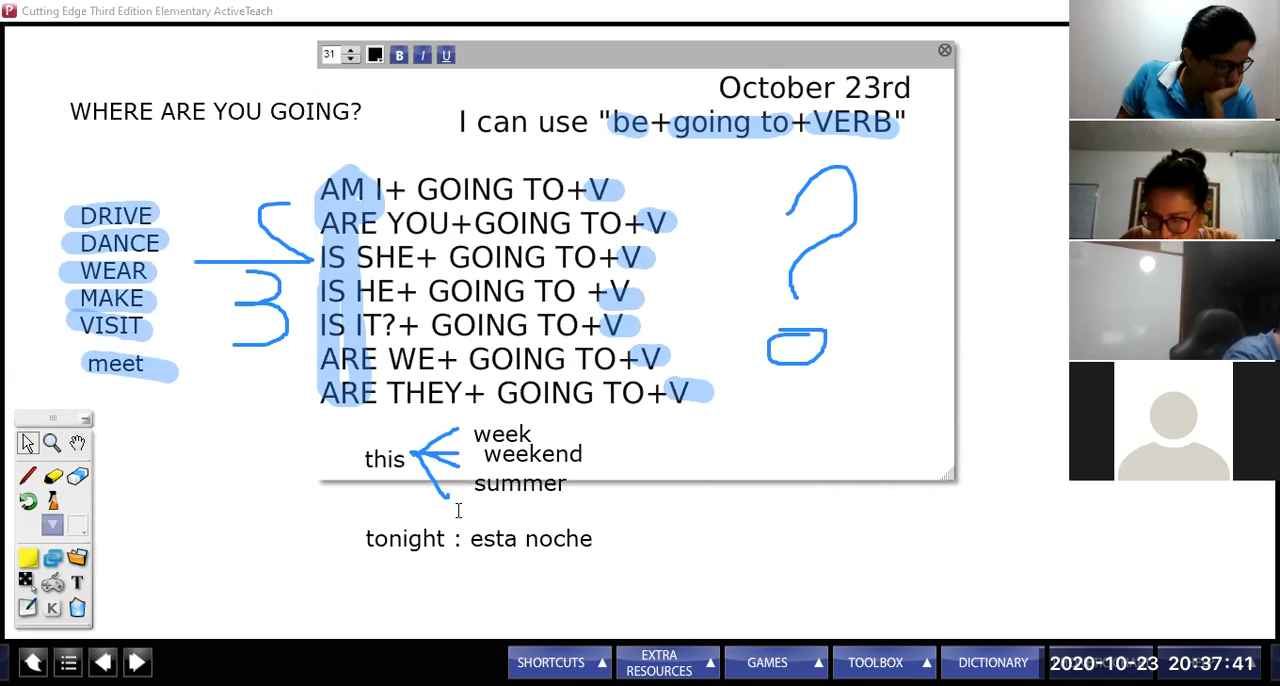 Cutting Edge Third Edition Elementary ActiveTeach
31
B I U
October 23rd
WHERE ARE YOU GOING?
I can use "be+going to+VERB"
AM I+ GOING TO+V
ARE YOU+GOING TO+V
IS SHE+ GOING TO+V
IS HE+ GOING TO +V
IS IT?+ GOING TO+V
ARE WE+ GOING TO+V
ARE THEY+ GOING TO+V
DRIVE
DANCE
WEAR
MAKE
VISIT
meet
?
this
week
weekend
summer
tonight : esta noche
T
K
SHORTCUTS
EXTRA
RESOURCES
GAMES
TOOLBOX
DICTIONARY
2020-10-23 20:37:41